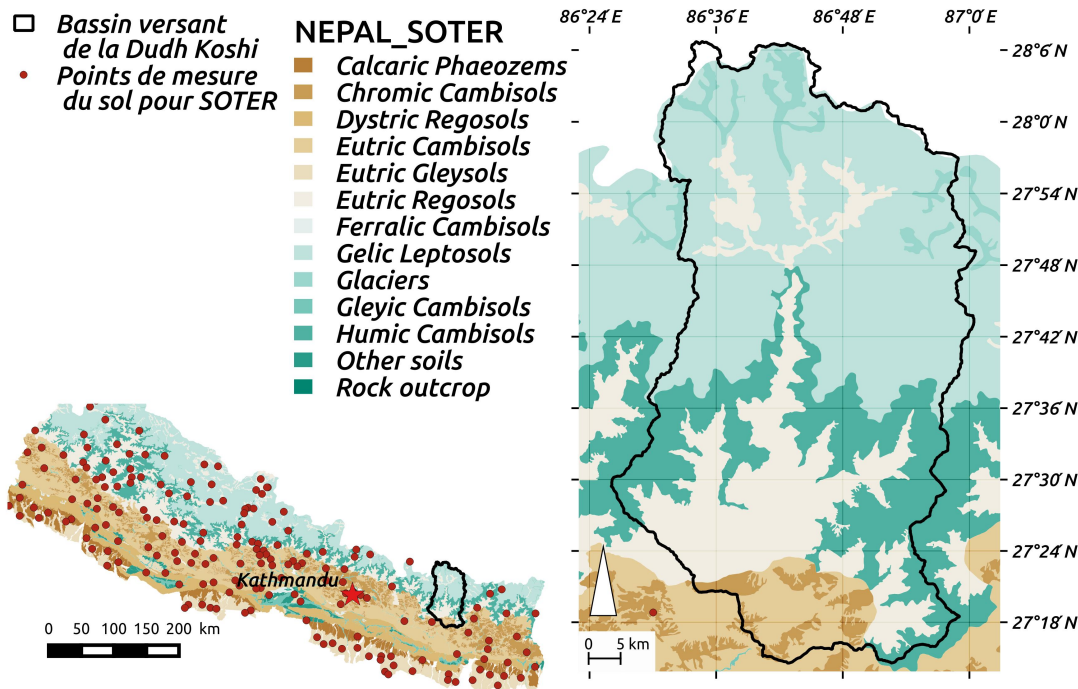 Bassin versant
de la Dudh Koshi
Points de mesure
du sol pour SOTER
NEPAL_SOTER
Calcaric Phaeozems
Chromic Cambisols
Dystric Regosols
Eutric Cambisols
Eutric Gleysols
Eutric Regosols
Ferralic Cambisols
Gelic Leptosols
Glaciers
Gleyic Cambisols
Humic Cambisols
Other soils
Rock outcrop
Kathmandu
0 50 100 150 200 km
86°24 E 86°36 E 86°48 E 87°0 E
28°6 N
28°0 N
27°54 N
27°48 N
27°42 N
27°36 N
27°30 N
27°24 N
27°18 N
0 5 km